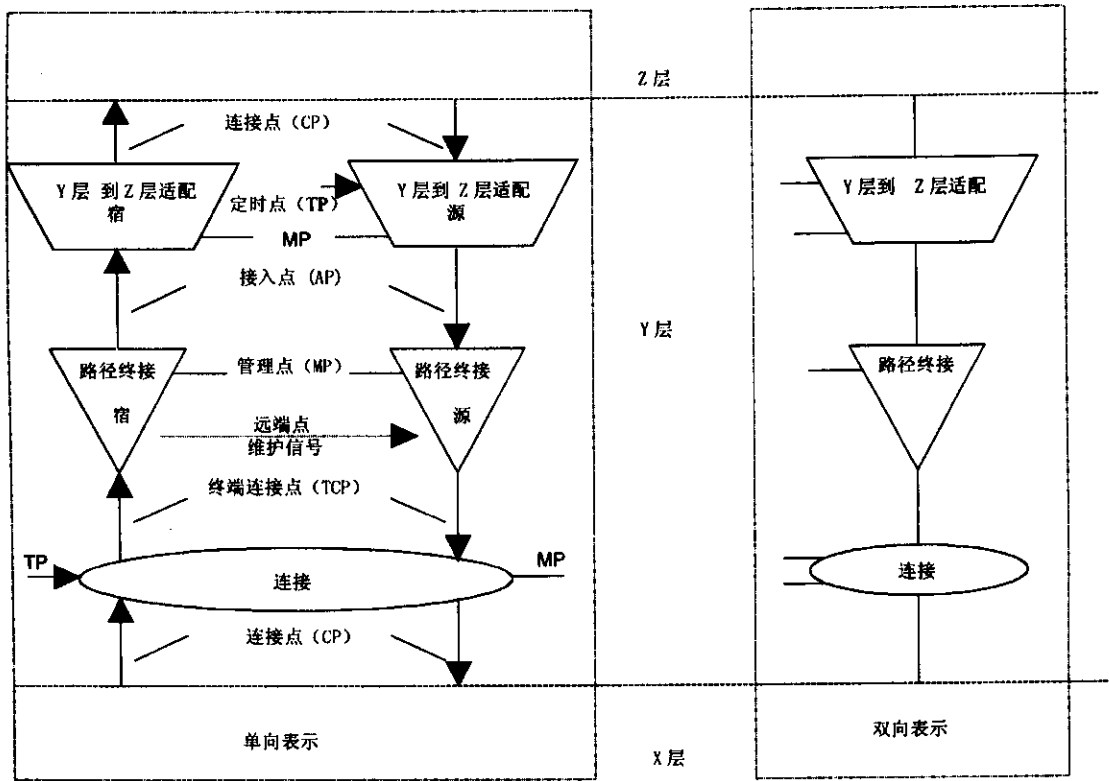 Z 层
连接点（CP）
Y 层 到 Z 层适配
宿
Y 层到 Z 层适配
源
Y 层到 Z 层适配
定时点（TP）
MP
接入点 (AP)
Y 层
路径终接
宿
管理点（MP）
路径终接
源
路径终接
远端点
维护信号
终端连接点（TCP）
TP
连接
MP
连接
连接点（CP）
单向表示
双向表示
X 层